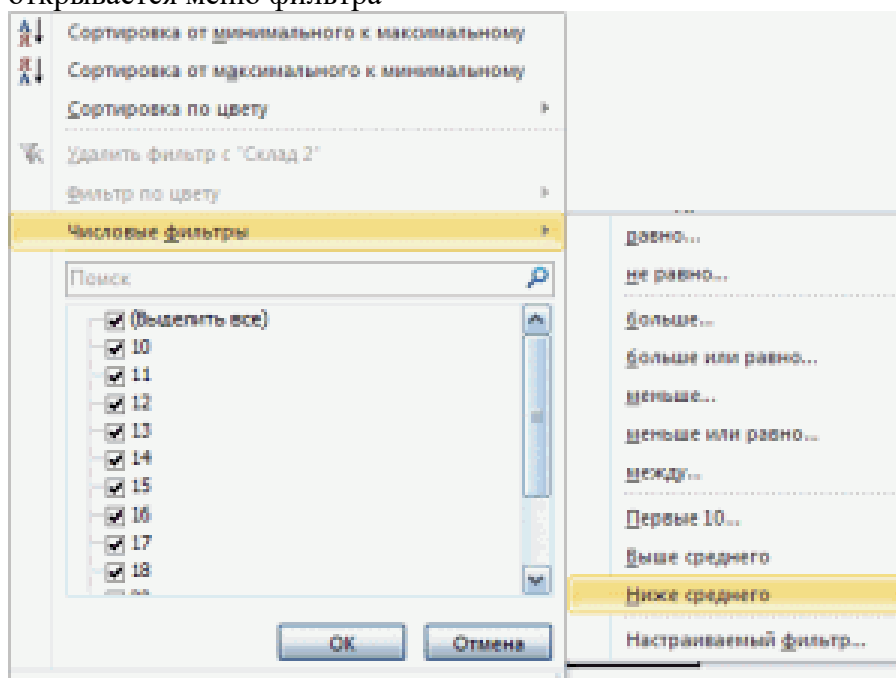 открывается меню фильтра
Сортировка от минимального к максимальному
Сортировка от максимального к минимальному
Сортировка по цвету
Удалить фильтр с "Склад 2"
Фильтр по цвету
Числовые фильтры
Поиск
(Выделить все)
10
11
12
13
14
15
16
17
18
ОК
Отмена
равно...
не равно...
больше...
больше или равно...
меньше...
меньше или равно...
между...
Первые 10...
Выше среднего
Ниже среднего
Настраиваемый фильтр...